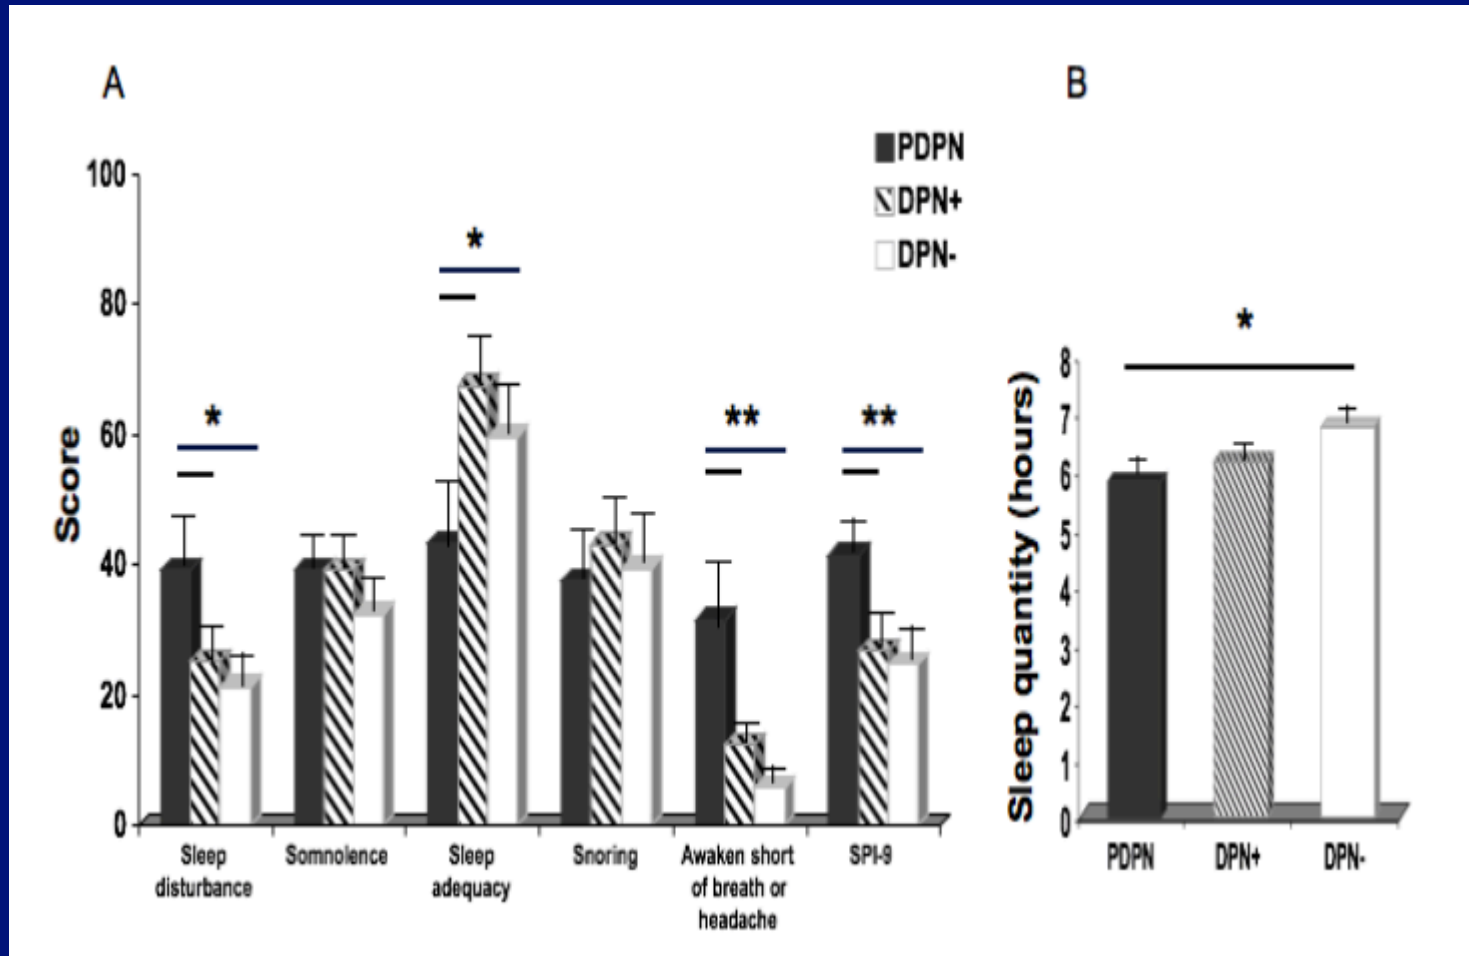 A
B
PDPN
DPN+
DPN-
100
80
60
40
20
0
Score
*
*
**
**
Sleep
disturbance
Somnolence
Sleep
adequacy
Snoring
Awaken short
of breath or
headache
SPI-9
*
8
7
6
5
4
3
2
1
0
Sleep quantity (hours)
PDPN
DPN+
DPN-